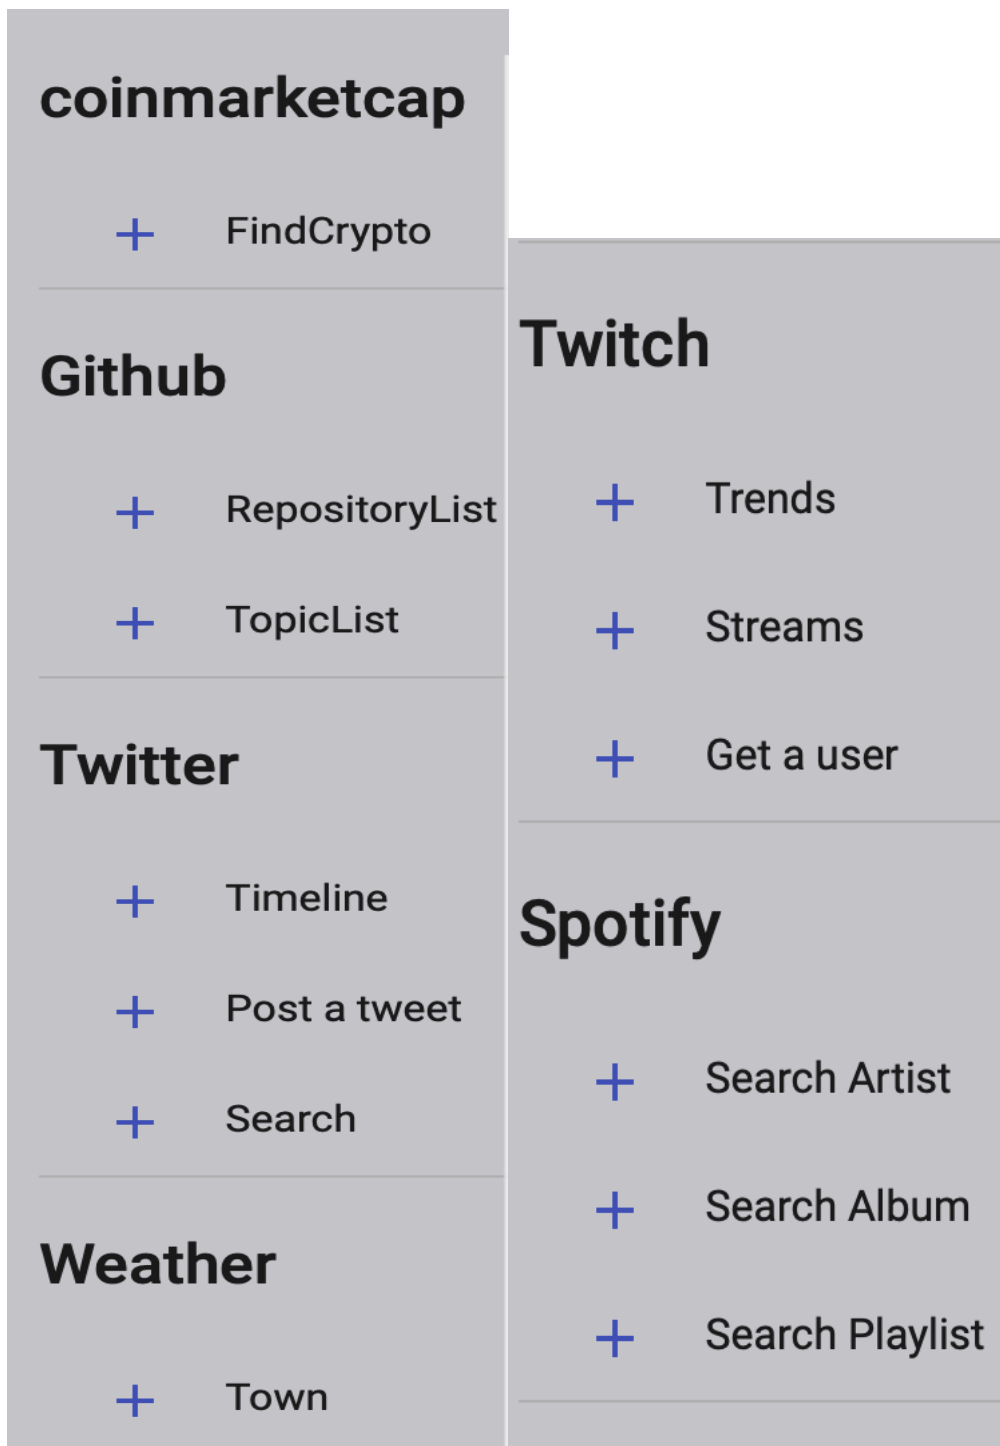 coinmarketcap
FindCrypto
Github
RepositoryList
TopicList
Twitter
Timeline
Post a tweet
Search
Weather
Town
Twitch
Trends
Streams
Get a user
Spotify
Search Artist
Search Album
Search Playlist